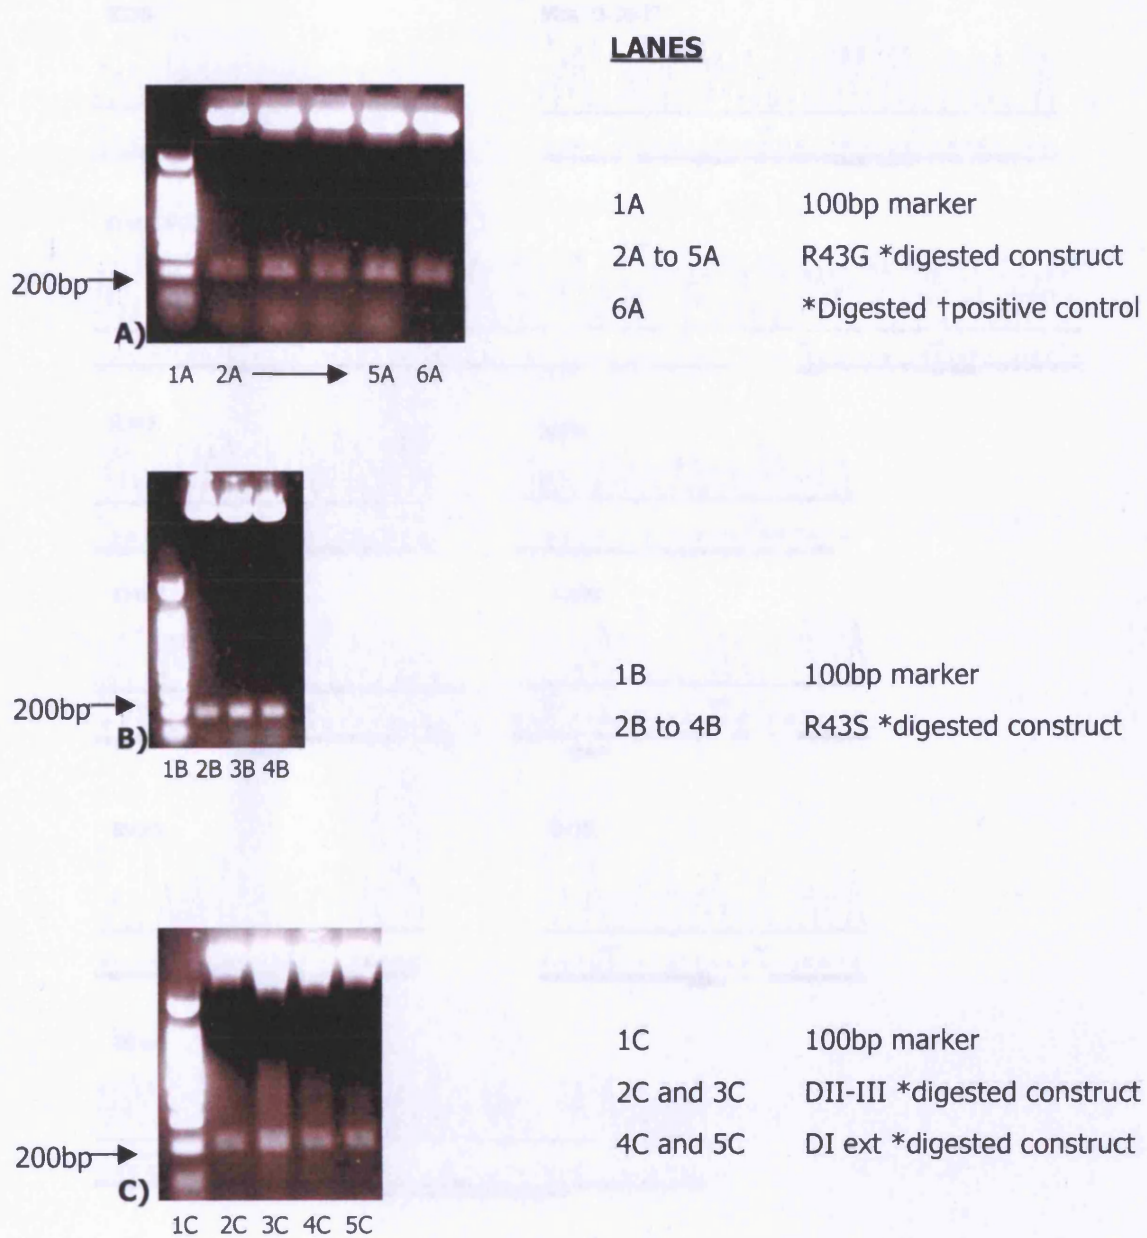 LANES
1A 100bp marker
2A to 5A R43G *digested construct
6A *Digested †positive control
200bp
A)
1A 2A 5A 6A
1B 100bp marker
2B to 4B R43S *digested construct
200bp
B)
1B 2B 3B 4B
1C 100bp marker
2C and 3C DII-III *digested construct
4C and 5C DI ext *digested construct
200bp
C)
1C 2C 3C 4C 5C